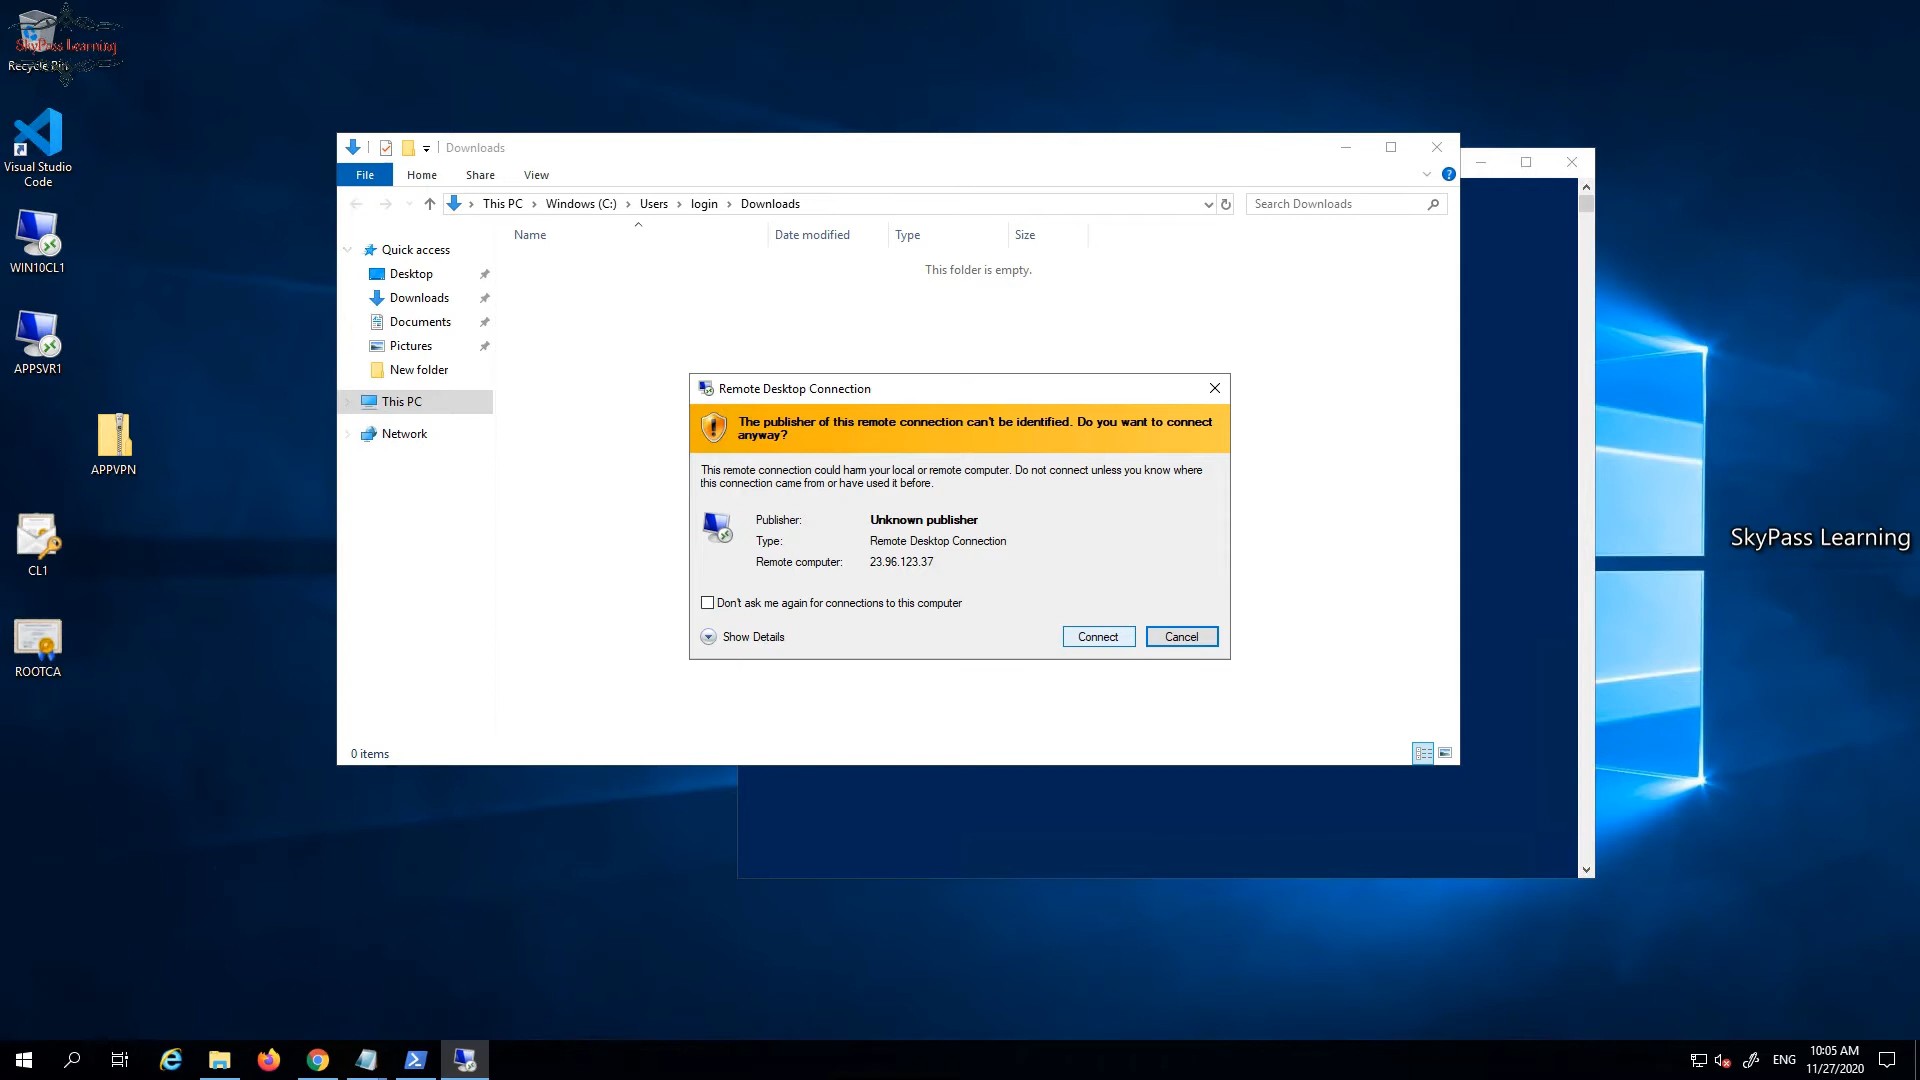 SkyPass Learning
Recycle Bin
Visual Studio
Code
WIN10CL1
APPSVR1
APPVPN
CL1
ROOTCA
Downloads
File
Home
Share
View
This PC
Windows (C:)
Users
login
Downloads
Search Downloads
Name
Date modified
Type
Size
This folder is empty.
Quick access
Desktop
Downloads
Documents
Pictures
New folder
This PC
Network
0 items
Remote Desktop Connection
The publisher of this remote connection can't be identified. Do you want to connect
anyway?
This remote connection could harm your local or remote computer. Do not connect unless you know where
this connection came from or have used it before.
Publisher: Unknown publisher
Type: Remote Desktop Connection
Remote computer: 23.96.123.37
Don't ask me again for connections to this computer
Show Details
Connect
Cancel
SkyPass Learning
ENG
10:05 AM
11/27/2020